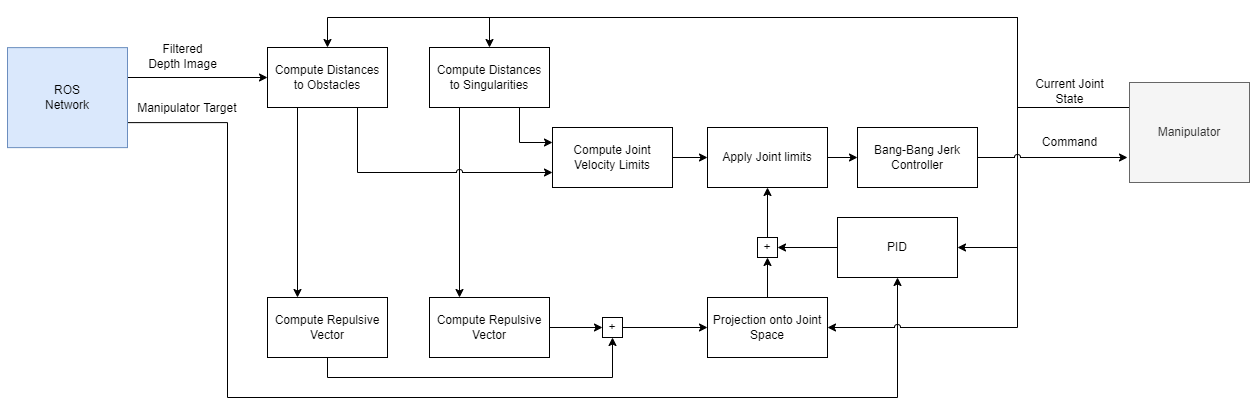 Filtered
Depth Image
ROS
Network
Manipulator Target
Compute Distances
to Obstacles
Compute Distances
to Singularities
Current Joint
State
Manipulator
Command
Compute Joint
Velocity Limits
Apply Joint limits
Bang-Bang Jerk
Controller
+
PID
Compute Repulsive
Vector
Compute Repulsive
Vector
+
Projection onto Joint
Space